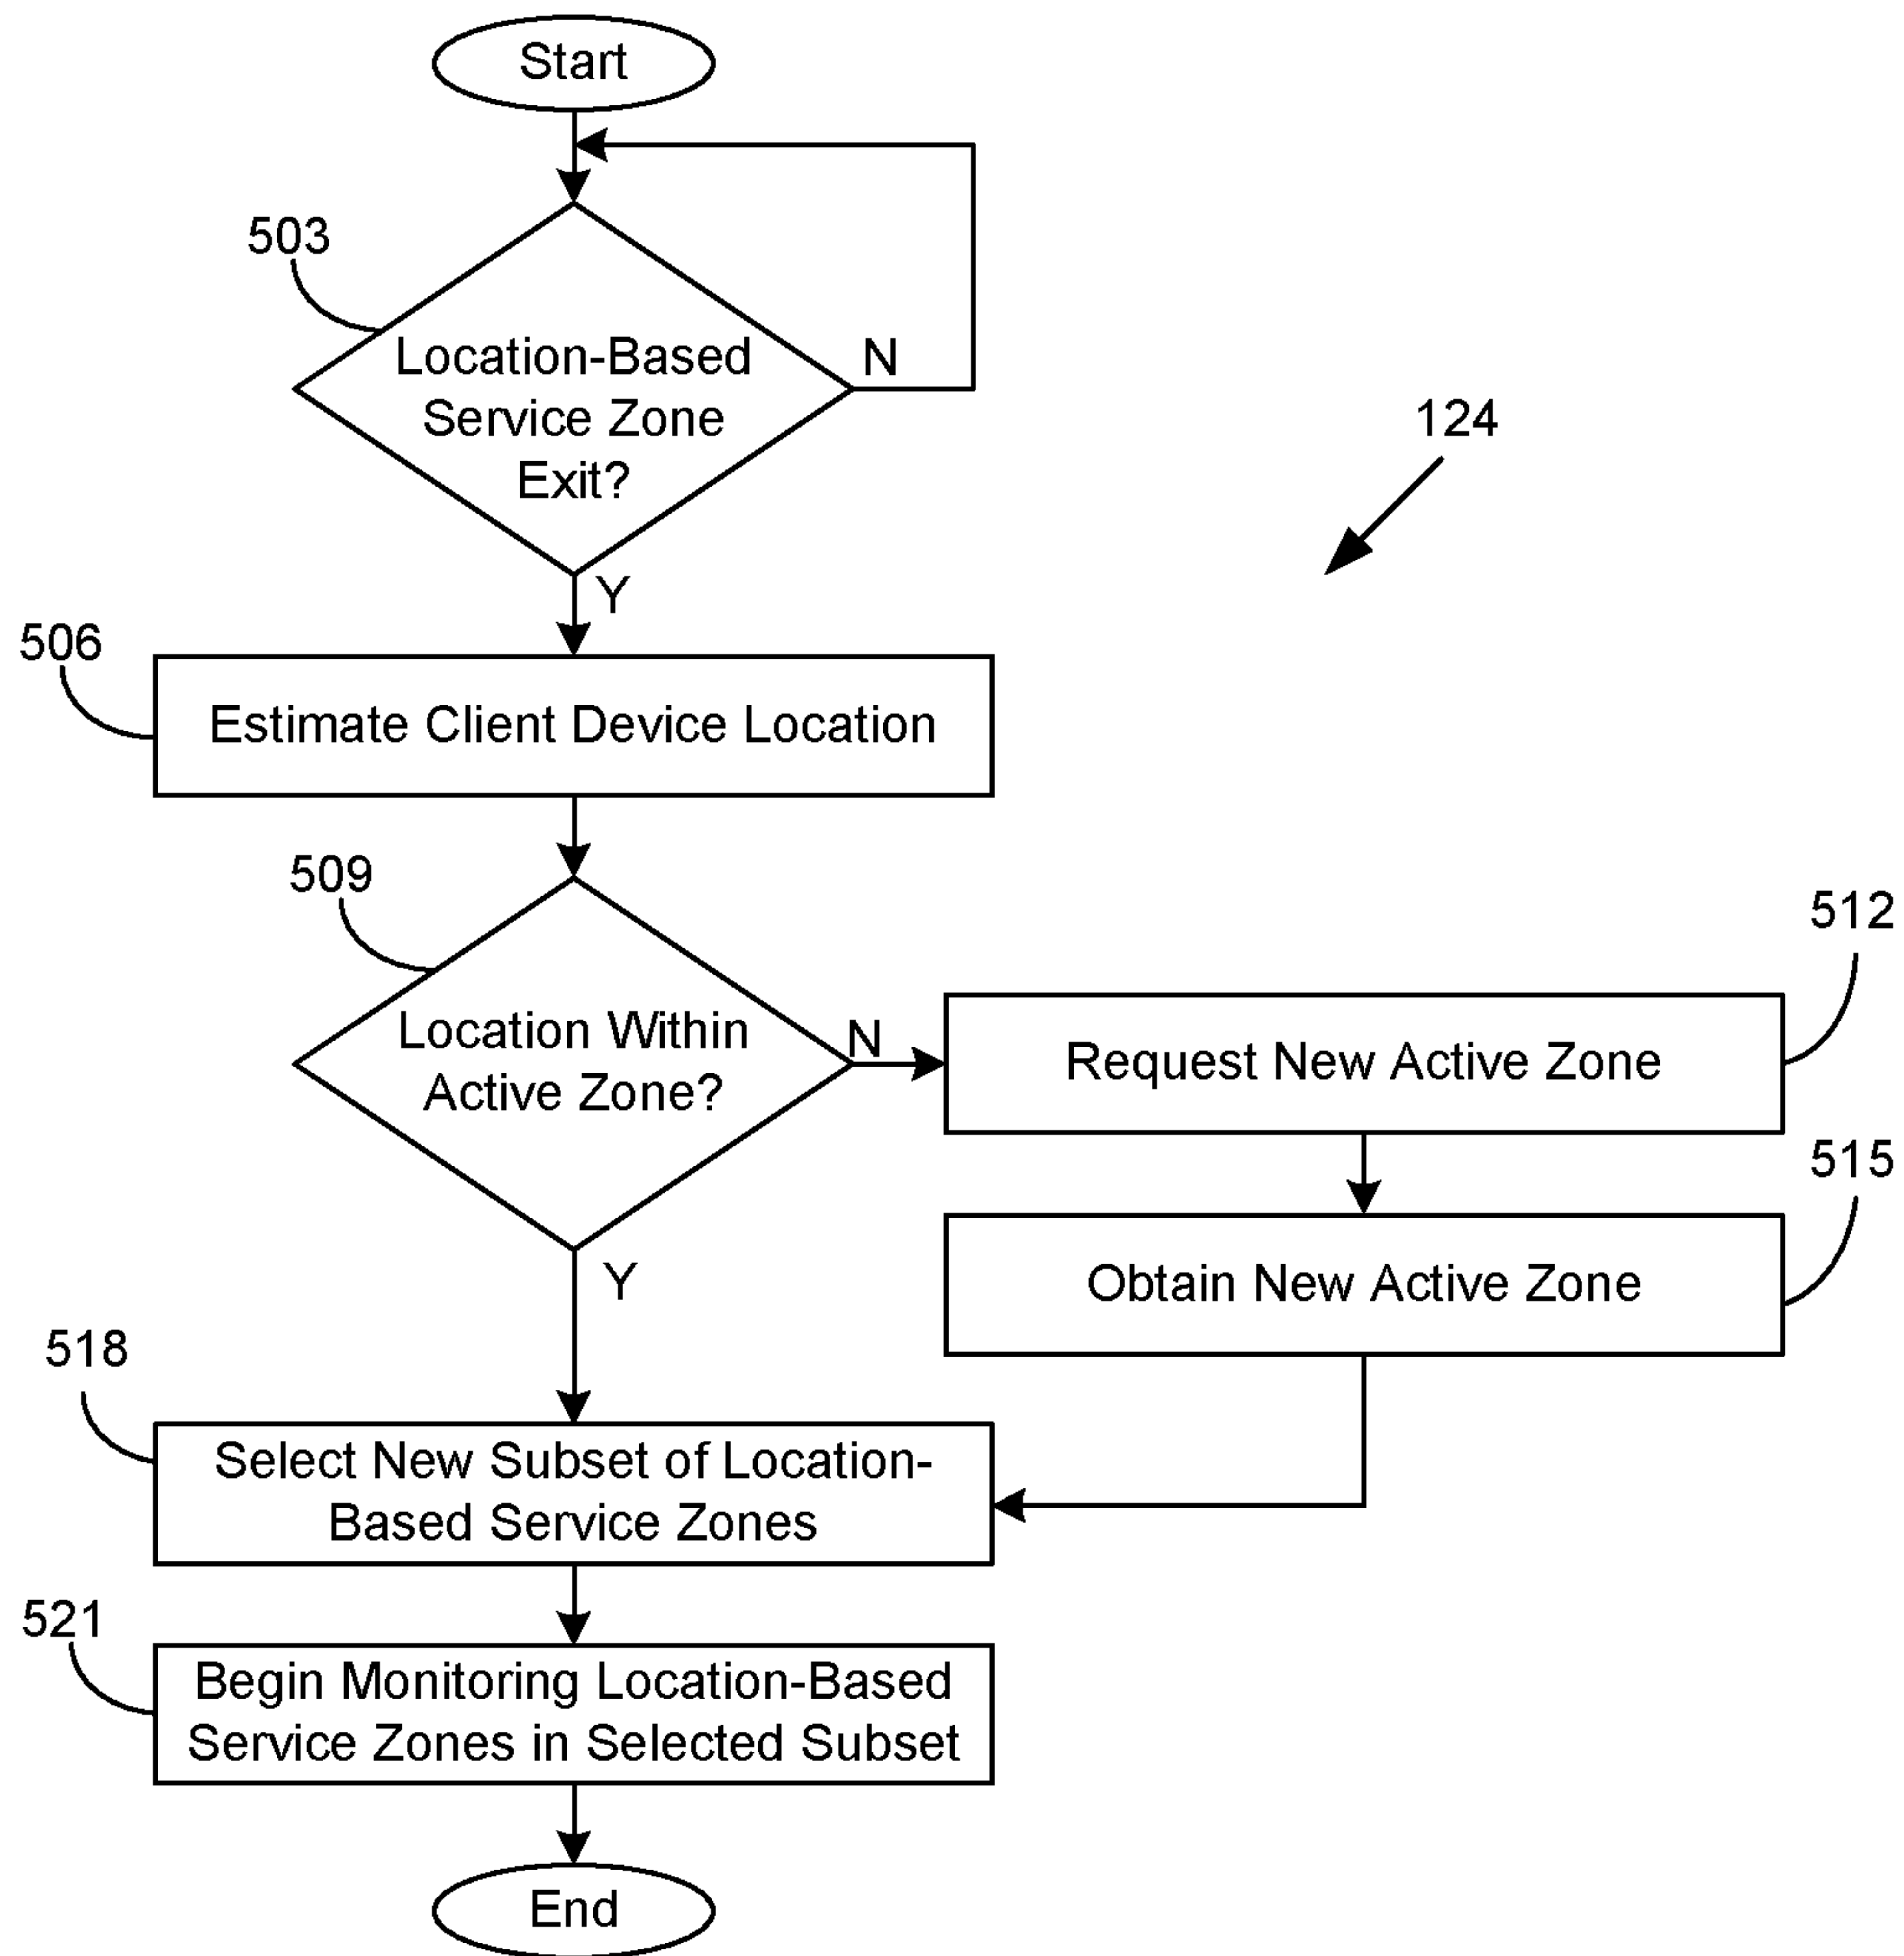 Start
503
Location-Based
Service Zone
Exit?
N
124
Y
506
Estimate Client Device Location
509
Location Within
Active Zone?
N
512
Request New Active Zone
515
Obtain New Active Zone
Y
518
Select New Subset of Location-
Based Service Zones
521
Begin Monitoring Location-Based
Service Zones in Selected Subset
End